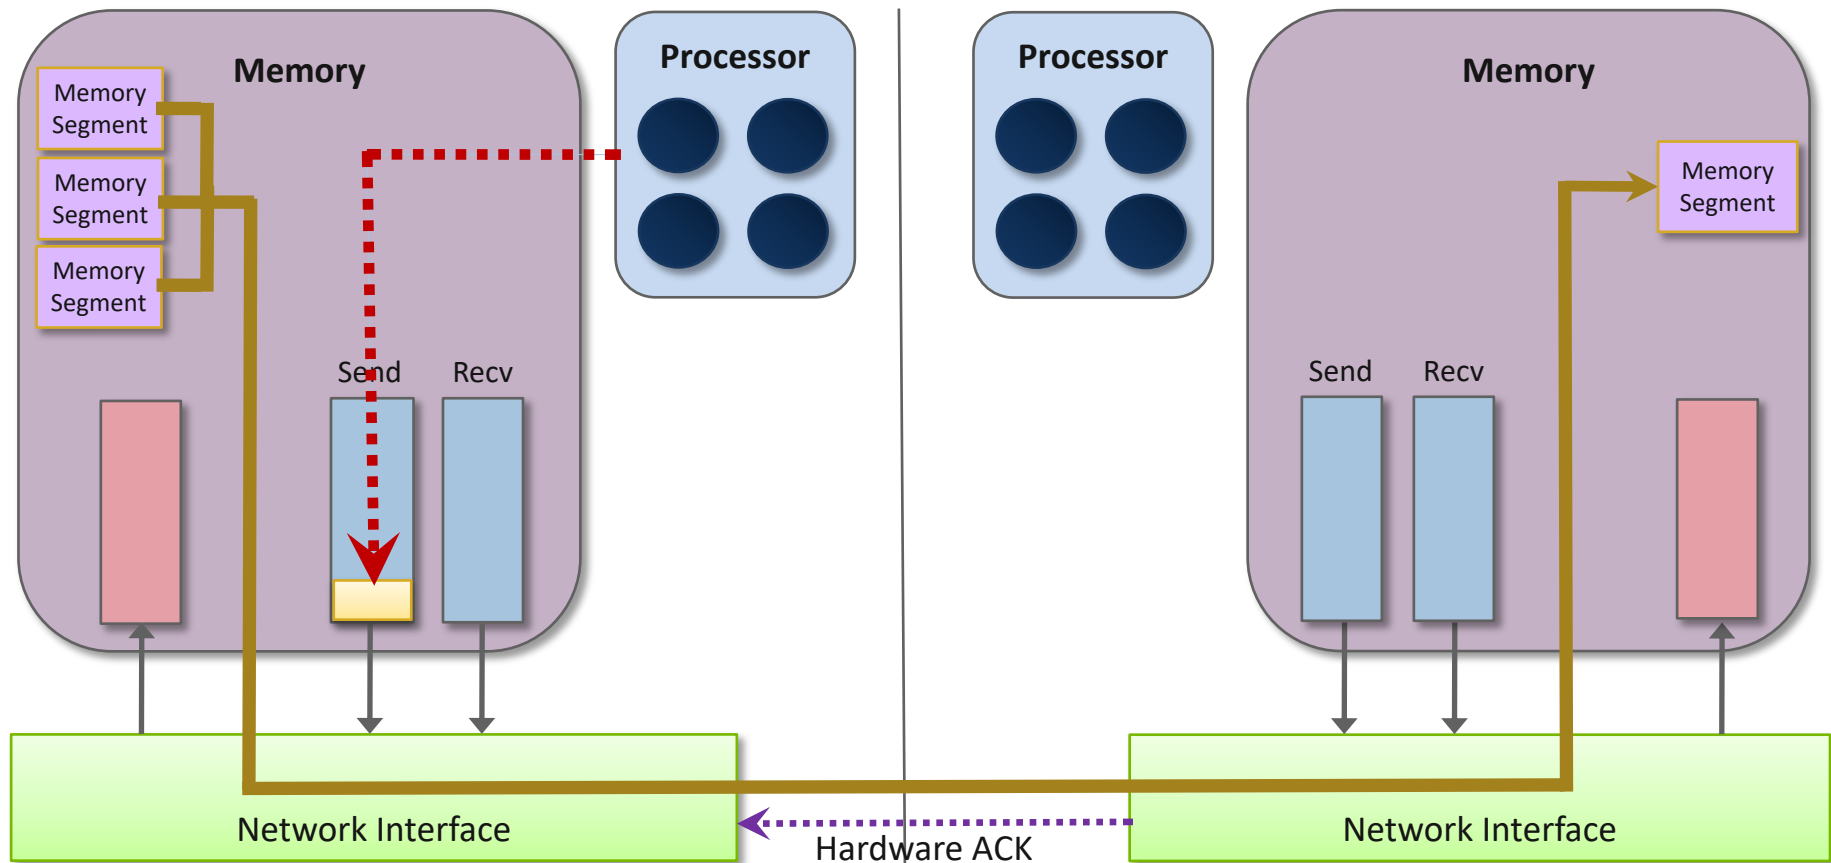 Memory
Memory
Segment
Memory
Segment
Memory
Segment
Send
Recv
Processor
Processor
Memory
Memory
Segment
Send
Recv
Network Interface
Hardware ACK
Network Interface